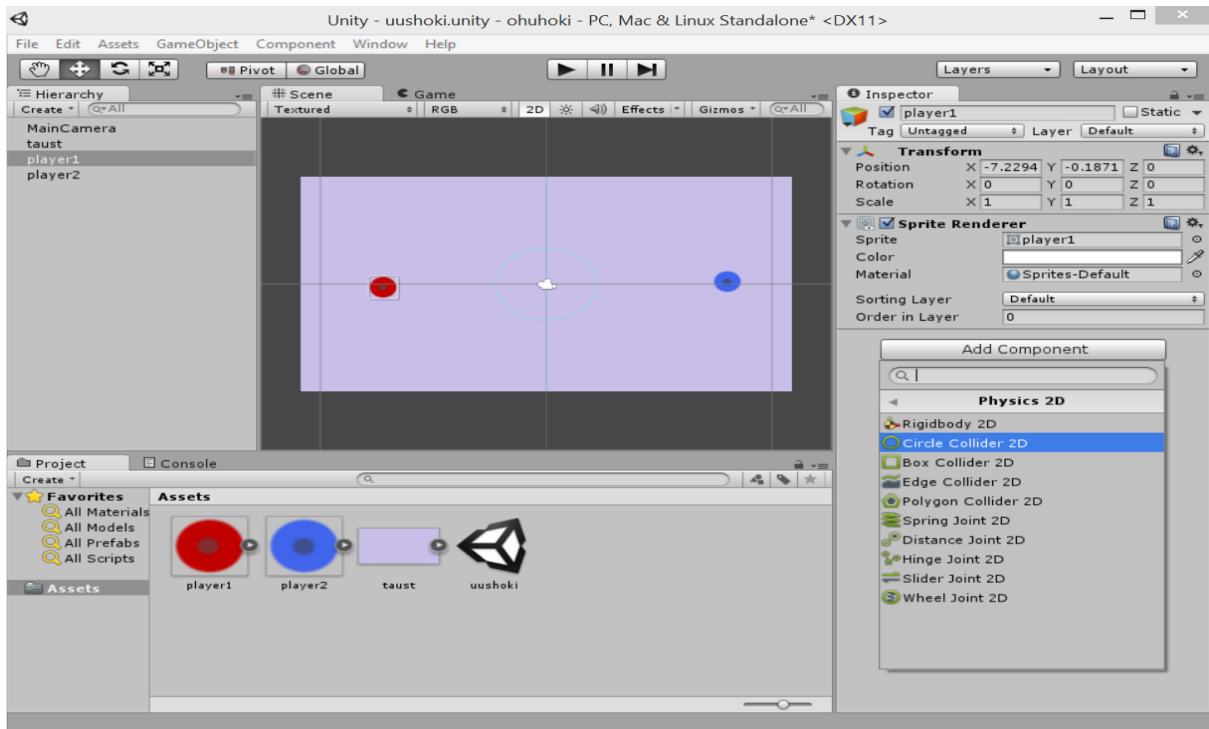 Unity - uushoki.unity - ohuhoki - PC, Mac & Linux Standalone* <DX11>
File Edit Assets GameObject Component Window Help
Pivot Global Layers Layout
Hierarchy
Create All
MainCamera
taust
player1
player2
Scene Game
Textured RGB 2D Effects Gizmos All
Inspector
player1 Static
Tag Untagged Layer Default
Transform
Position X -7.2294 Y -0.1871 Z 0
Rotation X 0 Y 0 Z 0
Scale X 1 Y 1 Z 1
Sprite Renderer
Sprite player1
Color
Material Sprites-Default
Sorting Layer Default
Order in Layer 0
Add Component
Physics 2D
Rigidbody 2D
Circle Collider 2D
Box Collider 2D
Edge Collider 2D
Polygon Collider 2D
Spring Joint 2D
Distance Joint 2D
Hinge Joint 2D
Slider Joint 2D
Wheel Joint 2D
Project Console
Create
Favorites
All Materials
All Models
All Prefabs
All Scripts
Assets
Assets
player1 player2 taust uushoki